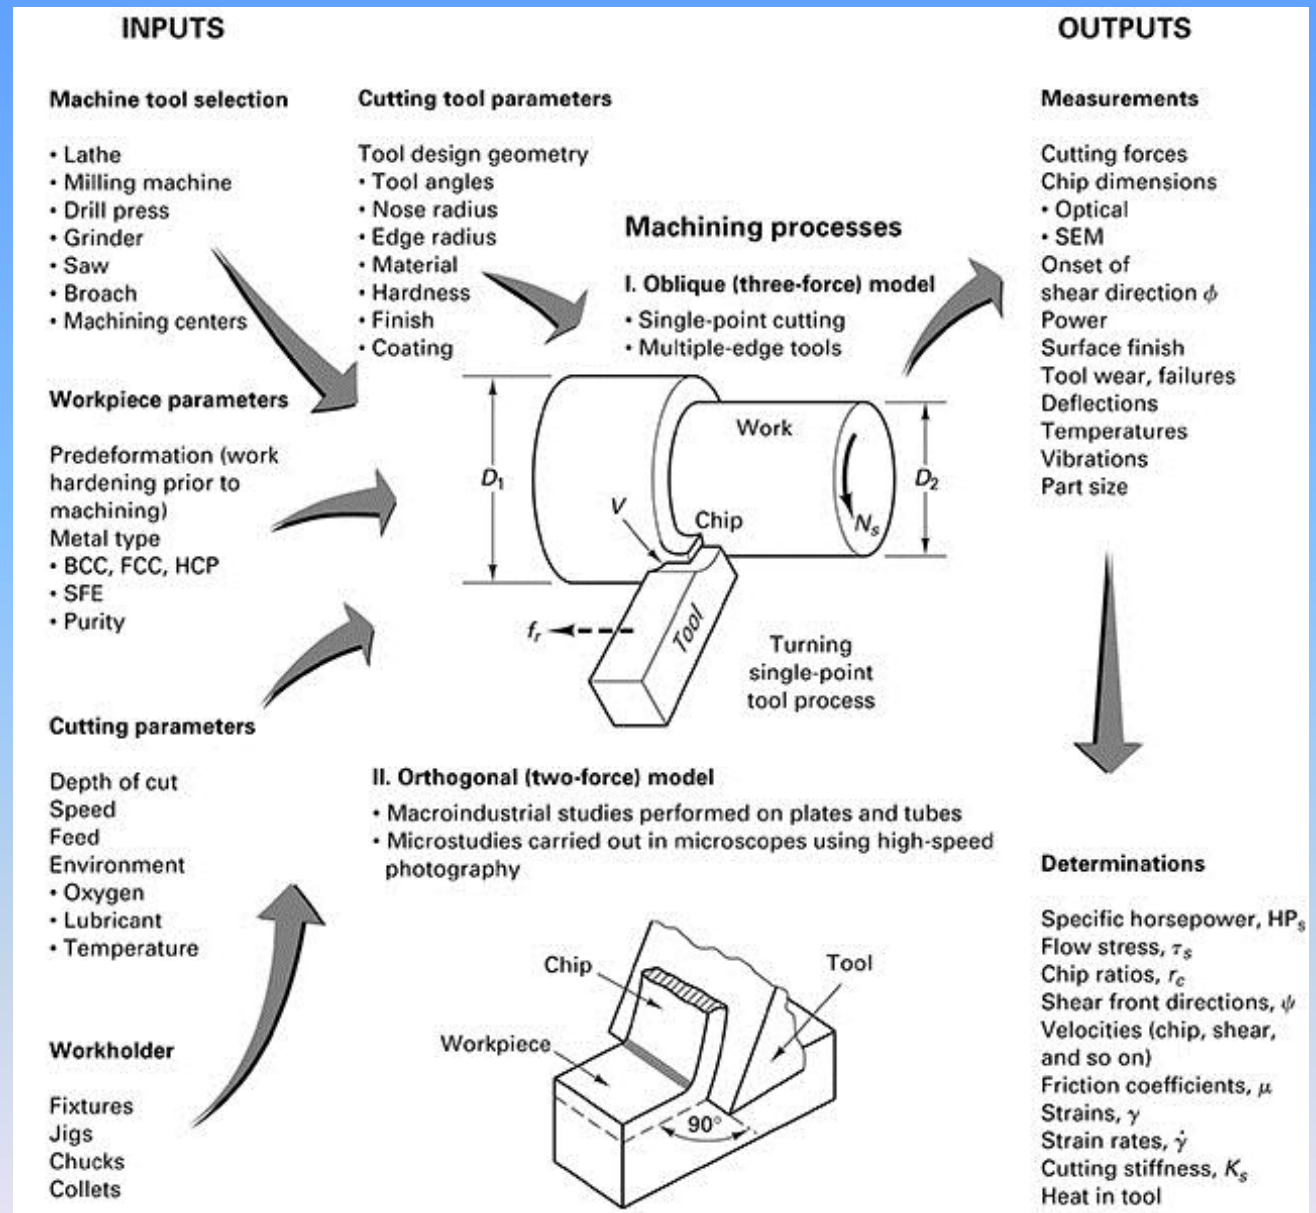 INPUTS
OUTPUTS
Machine tool selection
• Lathe
• Milling machine
• Drill press
• Grinder
• Saw
• Broach
• Machining centers
Workpiece parameters
Predeformation (work
hardening prior to
machining)
Metal type
• BCC, FCC, HCP
• SFE
• Purity
Cutting parameters
Depth of cut
Speed
Feed
Environment
• Oxygen
• Lubricant
• Temperature
Workholder
Fixtures
Jigs
Chucks
Collets
Cutting tool parameters
Tool design geometry
• Tool angles
• Nose radius
• Edge radius
• Material
• Hardness
• Finish
• Coating
Machining processes
I. Oblique (three-force) model
• Single-point cutting
• Multiple-edge tools
Work
D₁
D₂
V
Chip
Nₛ
fᵣ
Tool
Turning
single-point
tool process
II. Orthogonal (two-force) model
• Macroindustrial studies performed on plates and tubes
• Microstudies carried out in microscopes using high-speed
photography
Chip
Tool
Workpiece
90°
Measurements
Cutting forces
Chip dimensions
• Optical
• SEM
Onset of
shear direction ϕ
Power
Surface finish
Tool wear, failures
Deflections
Temperatures
Vibrations
Part size
Determinations
Specific horsepower, HPₛ
Flow stress, τₛ
Chip ratios, r_c
Shear front directions, ψ
Velocities (chip, shear,
and so on)
Friction coefficients, μ
Strains, γ
Strain rates, γ̇
Cutting stiffness, Kₛ
Heat in tool